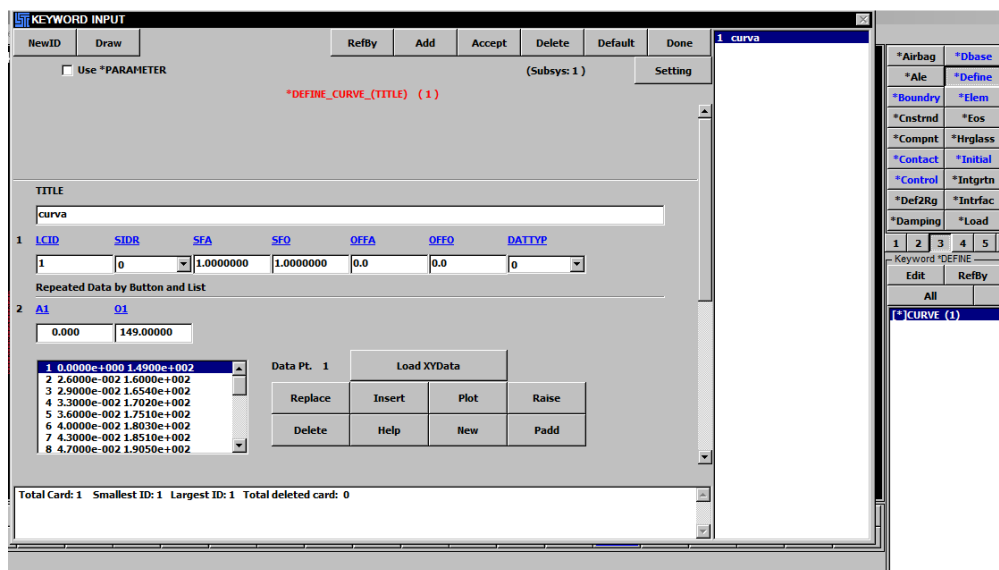 KEYWORD INPUT
NewID Draw RefBy Add Accept Delete Default Done
Use *PARAMETER (Subsys: 1 ) Setting
*DEFINE_CURVE_(TITLE) ( 1 )
TITLE
curva
1 LCID SIDR SFA SFO OFFA OFFO DATTYP
1 0 1.0000000 1.0000000 0.0 0.0 0
Repeated Data by Button and List
2 A1 O1
0.000 149.00000
1 0.0000e+000 1.4900e+002
2 2.6000e-002 1.6000e+002
3 2.9000e-002 1.6540e+002
4 3.3000e-002 1.7020e+002
5 3.6000e-002 1.7510e+002
6 4.0000e-002 1.8030e+002
7 4.3000e-002 1.8510e+002
8 4.7000e-002 1.9050e+002
Data Pt. 1 Load XYData
Replace Insert Plot Raise
Delete Help New Padd
Total Card: 1 Smallest ID: 1 Largest ID: 1 Total deleted card: 0
1 curva
*Airbag *Dbase
*Ale *Define
*Boundry *Elem
*Cnstrnd *Eos
*Compnt *Hrglass
*Contact *Initial
*Control *Intgrtn
*Def2Rg *Intrfac
*Damping *Load
1 2 3 4 5
Keyword *DEFINE
Edit RefBy
All
[*]CURVE (1)